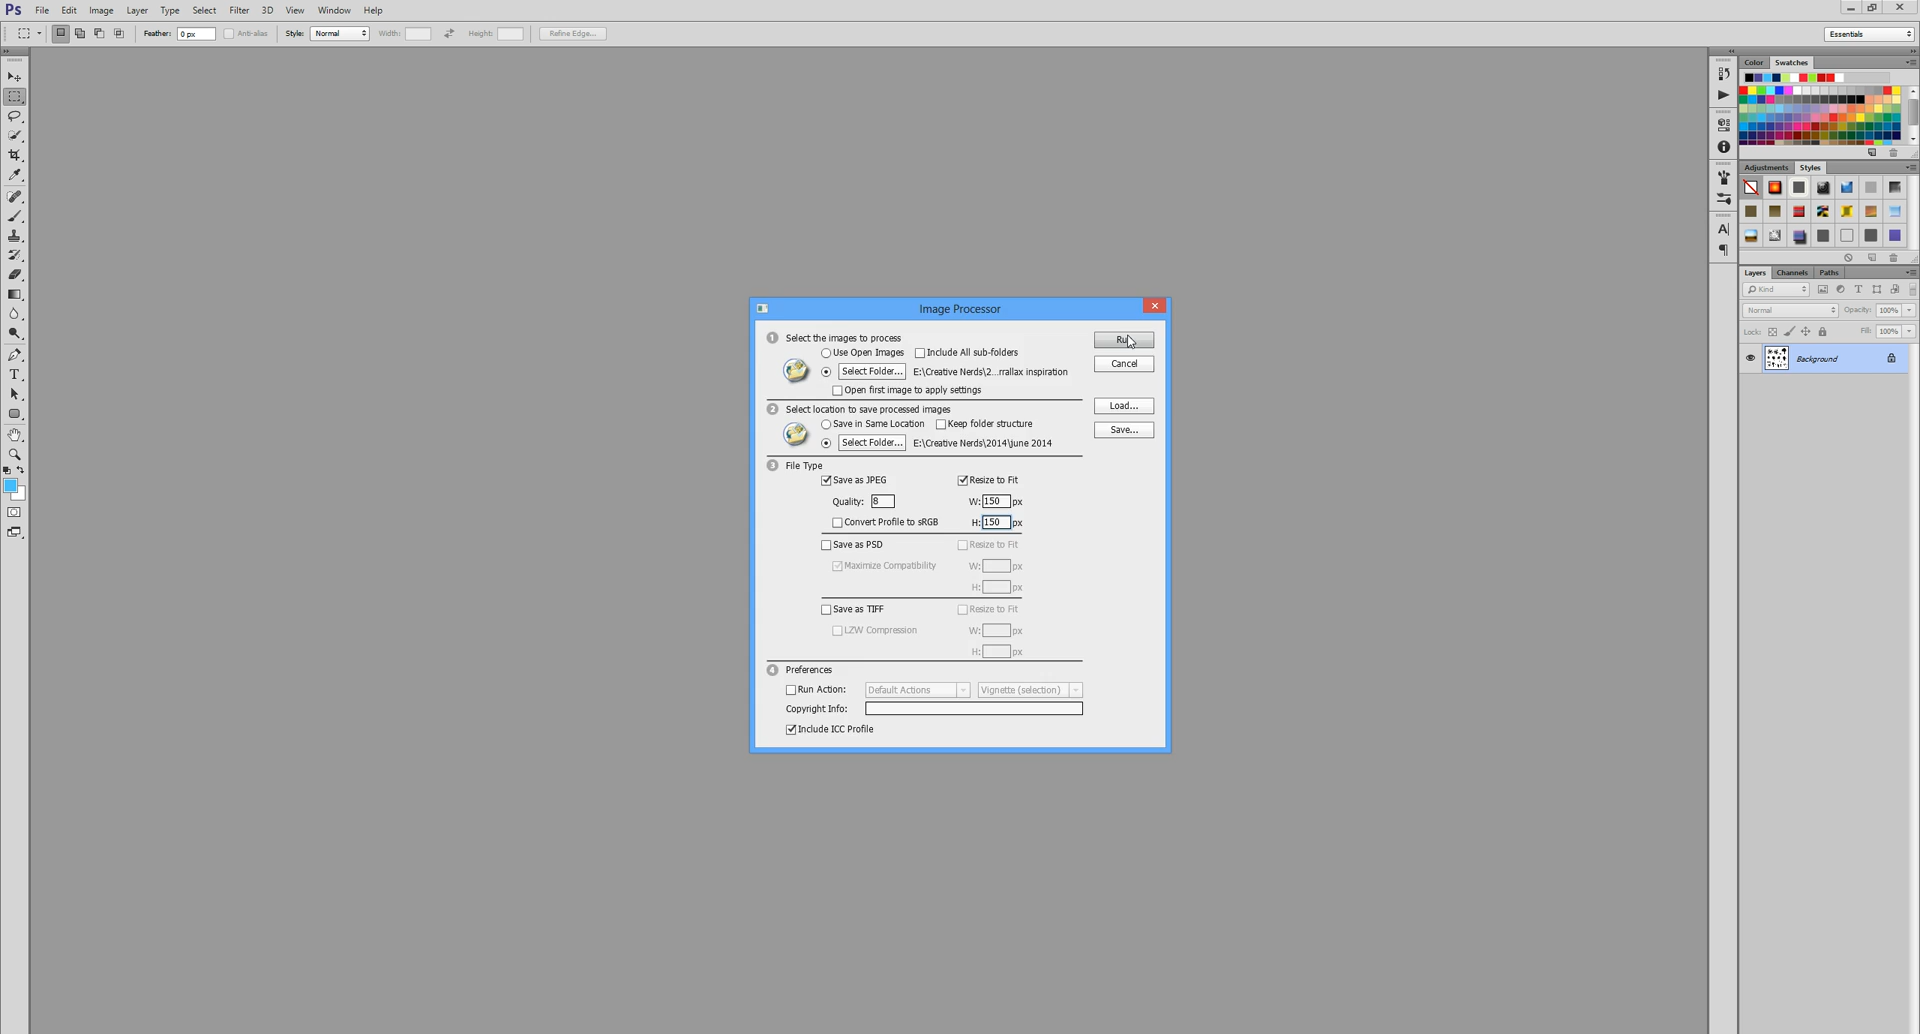 Ps File Edit Image Layer Type Select Filter 3D View Window Help
Feather: 0 px Anti-alias Style: Normal Width: Height: Refine Edge... Essentials
Color Swatches
Adjustments Styles
Layers Channels Paths
Kind
Normal Opacity: 100%
Lock: Fill: 100%
Background
Image Processor
1 Select the images to process
Use Open Images Include All sub-folders
Select Folder... E:\Creative Nerds\2...rrallax inspiration
Open first image to apply settings
2 Select location to save processed images
Save in Same Location Keep folder structure
Select Folder... E:\Creative Nerds\2014\june 2014
3 File Type
Save as JPEG Resize to Fit
Quality: 8 W: 150 px
Convert Profile to sRGB H: 150 px
Save as PSD Resize to Fit
Maximize Compatibility W: px
H: px
Save as TIFF Resize to Fit
LZW Compression W: px
H: px
4 Preferences
Run Action: Default Actions Vignette (selection)
Copyright Info:
Include ICC Profile
Cancel
Load...
Save...